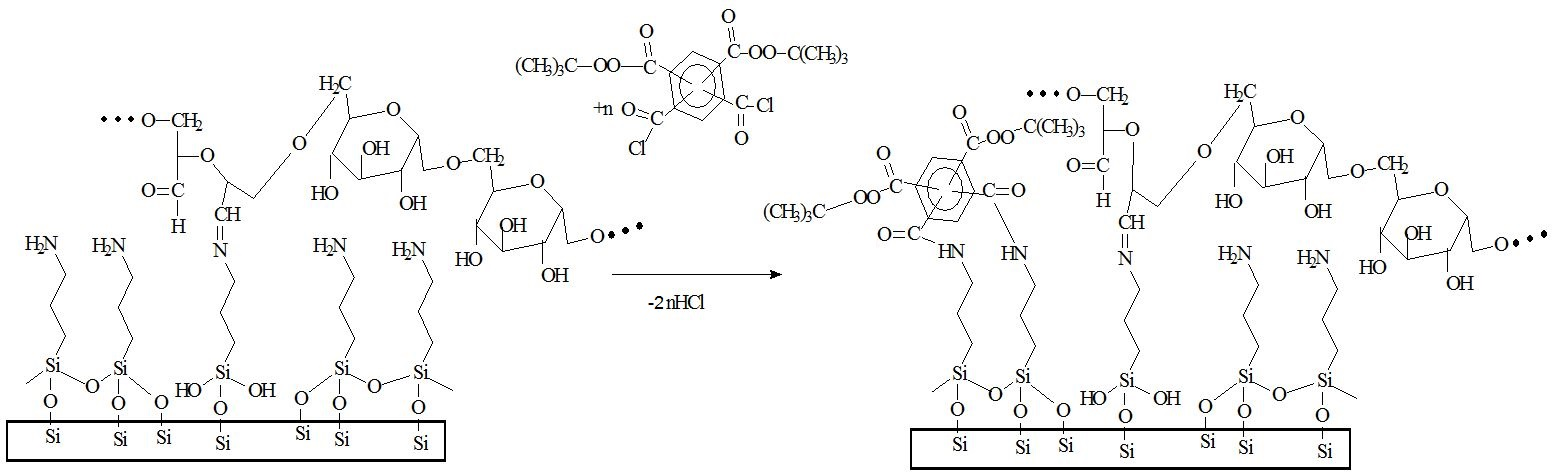 O O
(CH3)3C–OO–C C–OO–C(CH3)3
H2C O +n O C C–Cl
•••O–CH2 O Cl O
O OH O CH2
O=C HO OH O
H CH OH
H2N H2N N H2N H2N HO OH O•••
-2nHCl
Si Si Si Si Si
O HO OH O
O O O O O O O
Si Si Si Si Si Si Si
H2C •••O–CH2 O
O O C–OO–C(CH3)3 O O OH O CH2
C O=C HO OH O
OO C=O H OH
(CH3)3C CH HO OH O•••
O=C HN HN N H2N H2N
Si Si Si Si Si
O HO OH O
O O O O O O O
Si Si Si Si Si Si Si